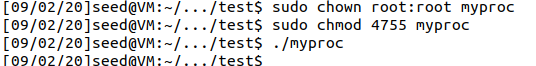 [09/02/20]seed@VM:~/.../test$ sudo chown root:root myproc
[09/02/20]seed@VM:~/.../test$ sudo chmod 4755 myproc
[09/02/20]seed@VM:~/.../test$ ./myproc
[09/02/20]seed@VM:~/.../test$